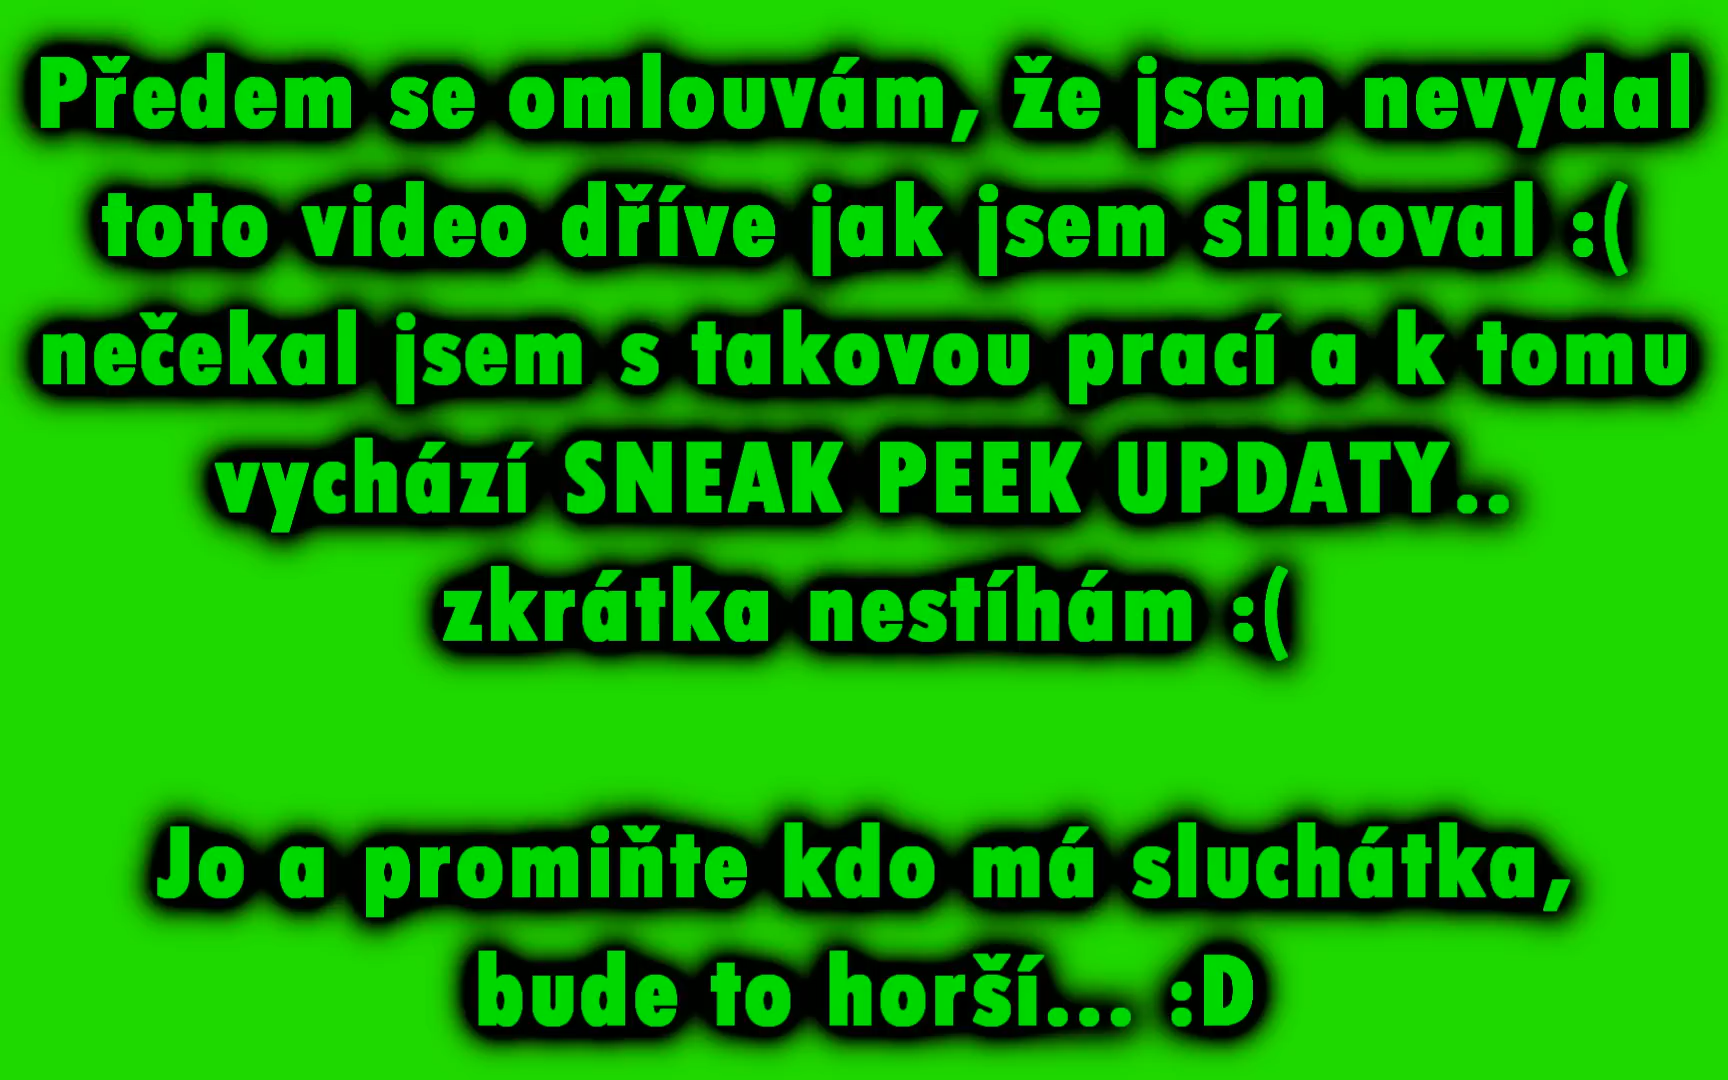 Předem se omlouvám, že jsem nevydal
toto video dříve jak jsem sliboval :(
nečekal jsem s takovou prací a k tomu
vychází SNEAK PEEK UPDATY..
zkrátka nestíhám :(
Jo a promiňte kdo má sluchátka,
bude to horší... :D